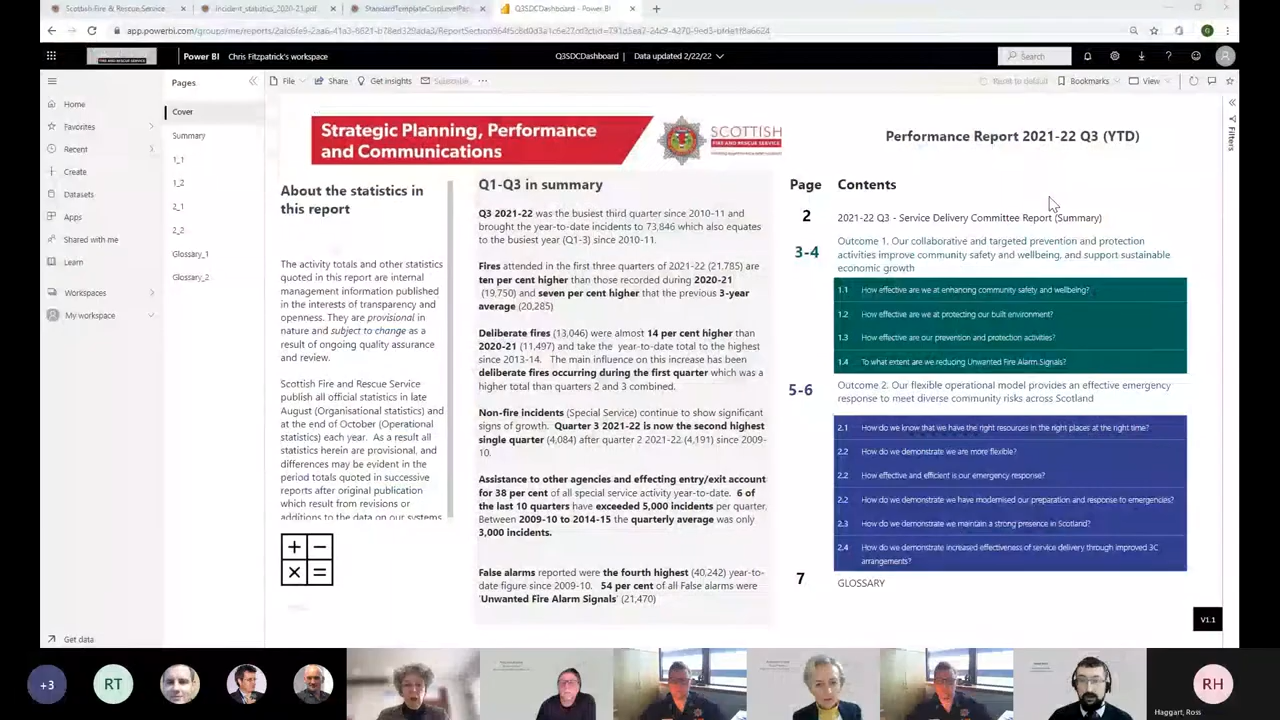 Scottish Fire & Rescue Service
incident_statistics_2020-21.pdf
StandardTemplateCorpLevelPer
Q3SDCDashboard - Power BI
Power BI
Chris Fitzpatrick's workspace
Q3SDCDashboard
Data updated 2/22/22
Search
Pages
File
Share
Get insights
Subscribe
Reset to default
Bookmarks
View
Home
Favorites
Recent
Create
Datasets
Apps
Shared with me
Learn
Workspaces
My workspace
Get data
Cover
Summary
1_1
1_2
2_1
2_2
Glossary_1
Glossary_2
Filters
Strategic Planning, Performance
and Communications
SCOTTISH
FIRE AND RESCUE SERVICE
Performance Report 2021-22 Q3 (YTD)
About the statistics in
this report
The activity totals and other statistics
quoted in this report are internal
management information published
in the interests of transparency and
openness. They are provisional in
nature and subject to change as a
result of ongoing quality assurance
and review.
Scottish Fire and Rescue Service
publish all official statistics in late
August (Organisational statistics) and
at the end of October (Operational
statistics) each year. As a result all
statistics herein are provisional, and
differences may be evident in the
period totals quoted in successive
reports after original publication
which result from revisions or
additions to the data on our systems
Q1-Q3 in summary
Q3 2021-22 was the busiest third quarter since 2010-11 and
brought the year-to-date incidents to 73,846 which also equates
to the busiest year (Q1-3) since 2010-11.
Fires attended in the first three quarters of 2021-22 (21,785) are
ten per cent higher than those recorded during 2020-21
(19,750) and seven per cent higher that the previous 3-year
average (20,285)
Deliberate fires (13,046) were almost 14 per cent higher than
2020-21 (11,497) and take the year-to-date total to the highest
since 2013-14. The main influence on this increase has been
deliberate fires occurring during the first quarter which was a
higher total than quarters 2 and 3 combined.
Non-fire incidents (Special Service) continue to show significant
signs of growth. Quarter 3 2021-22 is now the second highest
single quarter (4,084) after quarter 2 2021-22 (4,191) since 2009-
10.
Assistance to other agencies and effecting entry/exit account
for 38 per cent of all special service activity year-to-date. 6 of
the last 10 quarters have exceeded 5,000 incidents per quarter.
Between 2009-10 to 2014-15 the quarterly average was only
3,000 incidents.
False alarms reported were the fourth highest (40,242) year-to-
date figure since 2009-10. 54 per cent of all False alarms were
'Unwanted Fire Alarm Signals' (21,470)
Page Contents
2 2021-22 Q3 - Service Delivery Committee Report (Summary)
3-4 Outcome 1. Our collaborative and targeted prevention and protection
activities improve community safety and wellbeing, and support sustainable
economic growth
1.1 How effective are we at enhancing community safety and wellbeing?
1.2 How effective are we at protecting our built environment?
1.3 How effective are our prevention and protection activities?
1.4 To what extent are we reducing Unwanted Fire Alarm Signals?
5-6 Outcome 2. Our flexible operational model provides an effective emergency
response to meet diverse community risks across Scotland
2.1 How do we know that we have the right resources in the right places at the right time?
2.2 How do we demonstrate we are more flexible?
2.2 How effective and efficient is our emergency response?
2.2 How do we demonstrate we have modernised our preparation and response to emergencies?
2.3 How do we demonstrate we maintain a strong presence in Scotland?
2.4 How do we demonstrate increased effectiveness of service delivery through improved 3C
arrangements?
7 GLOSSARY
V1.1
+3
RT
RH
Haggart, Ross